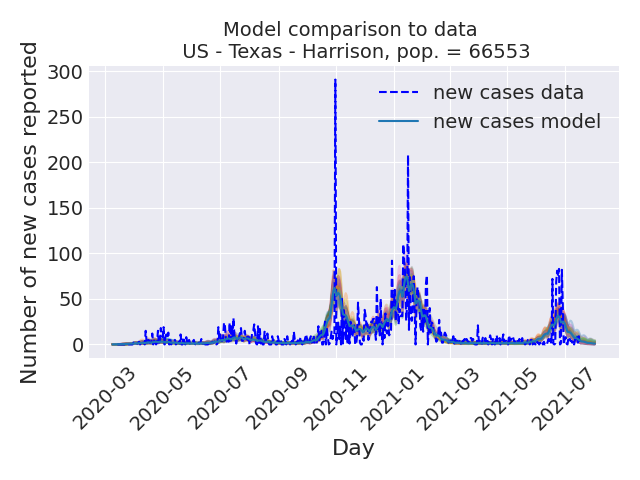 Model comparison to data
US - Texas - Harrison, pop. = 66553
Number of new cases reported
300
250
200
150
100
50
0
new cases data
new cases model
2020-03
2020-05
2020-07
2020-09
2020-11
2021-01
2021-03
2021-05
2021-07
Day